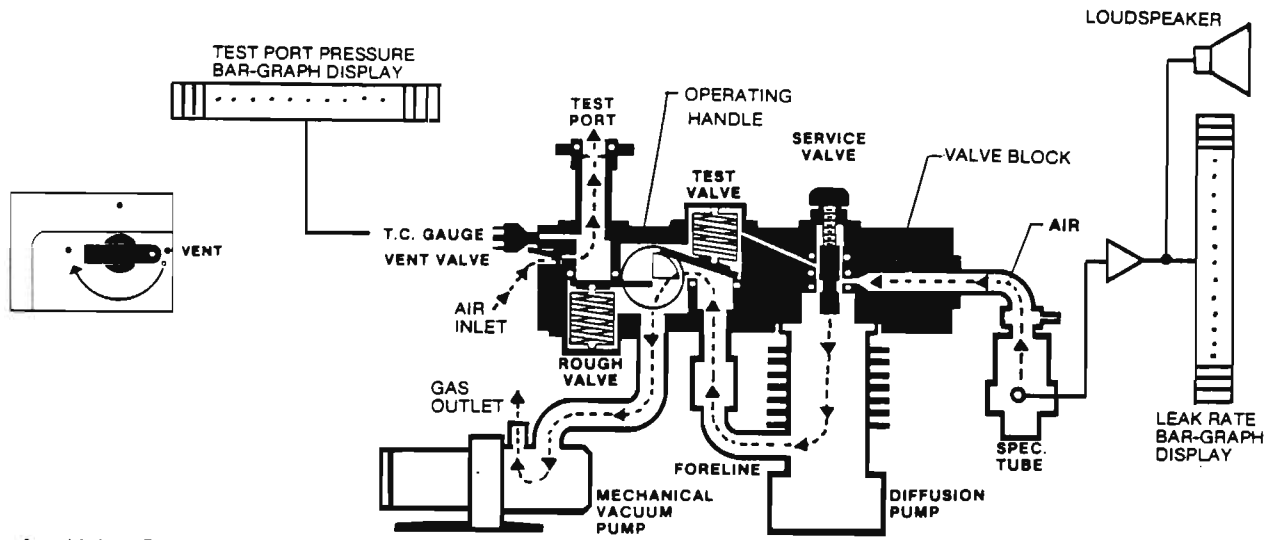 LOUDSPEAKER
TEST PORT PRESSURE
BAR-GRAPH DISPLAY
TEST
PORT
OPERATING
HANDLE
SERVICE
VALVE
VALVE BLOCK
TEST
VALVE
AIR
VENT
T.C. GAUGE
VENT VALVE
AIR
INLET
ROUGH
VALVE
GAS
OUTLET
FORELINE
SPEC.
TUBE
LEAK RATE
BAR-GRAPH
DISPLAY
MECHANICAL
VACUUM
PUMP
DIFFUSION
PUMP